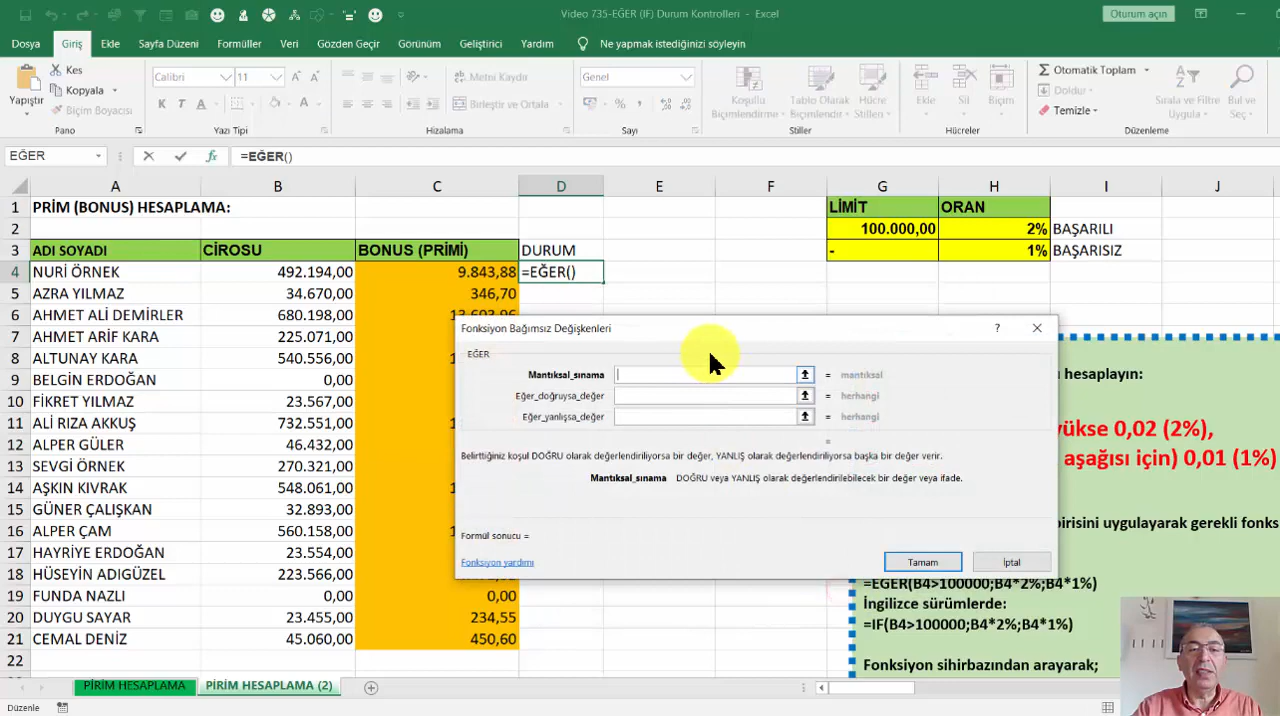 Video 735-EĞER (IF) Durum Kontrolleri - Excel
Oturum açın
Dosya Giriş Ekle Sayfa Düzeni Formüller Veri Gözden Geçir Görünüm Geliştirici Yardım Ne yapmak istediğinizi söyleyin
Yapıştır
Kes
Kopyala
Biçim Boyacısı
Pano
Calibri 11
K T A
Yazı Tipi
Metni Kaydır
Birleştir ve Ortala
Hizalama
Genel
Sayı
Koşullu Biçimlendirme
Tablo Olarak Biçimlendir
Hücre Stilleri
Stiller
Ekle Sil Biçim
Hücreler
Otomatik Toplam
Doldur
Temizle
Sırala ve Filtre Uygula
Bul ve Seç
Düzenleme
EĞER fx =EĞER()
A B C D E F G H I J
1 PRİM (BONUS) HESAPLAMA: LİMİT ORAN
2 100.000,00 2% BAŞARILI
3 ADI SOYADI CİROSU BONUS (PRİMİ) DURUM - 1% BAŞARISIZ
4 NURİ ÖRNEK 492.194,00 9.843,88 =EĞER()
5 AZRA YILMAZ 34.670,00 346,70
6 AHMET ALİ DEMİRLER 680.198,00 13.603,96
7 AHMET ARİF KARA 225.071,00
8 ALTUNAY KARA 540.556,00
9 BELGİN ERDOĞAN 0,00
10 FİKRET YILMAZ 23.567,00
11 ALİ RIZA AKKUŞ 732.551,00
12 ALPER GÜLER 46.432,00
13 SEVGİ ÖRNEK 270.321,00
14 AŞKIN KIVRAK 548.061,00
15 GÜNER ÇALIŞKAN 32.893,00
16 ALPER ÇAM 560.158,00
17 HAYRİYE ERDOĞAN 23.554,00
18 HÜSEYİN ADIGÜZEL 223.566,00
19 FUNDA NAZLI 0,00 0,00
20 DUYGU SAYAR 23.455,00 234,55
21 CEMAL DENİZ 45.060,00 450,60
22
Fonksiyon Bağımsız Değişkenleri ?
EĞER
Mantıksal_sınama = mantıksal
Eğer_doğruysa_değer = herhangi
Eğer_yanlışsa_değer = herhangi
=
Belirttiğiniz koşul DOĞRU olarak değerlendiriliyorsa bir değer, YANLIŞ olarak değerlendiriliyorsa başka bir değer verir.
Mantıksal_sınama DOĞRU veya YANLIŞ olarak değerlendirilebilecek bir değer veya ifade.
Formül sonucu =
Fonksiyon yardımı
Tamam İptal
hesaplayın:
yükse 0,02 (2%),
aşağısı için) 0,01 (1%)
birisini uygulayarak gerekli fonks
=EĞER(B4>100000;B4*2%;B4*1%)
İngilizce sürümlerde:
=IF(B4>100000;B4*2%;B4*1%)
Fonksiyon sihirbazından arayarak;
PİRİM HESAPLAMA PİRİM HESAPLAMA (2)
Düzenle